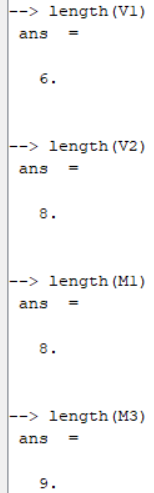 --> length(V1)
ans  =
6.
--> length(V2)
ans  =
8.
--> length(M1)
ans  =
8.
--> length(M3)
ans  =
9.